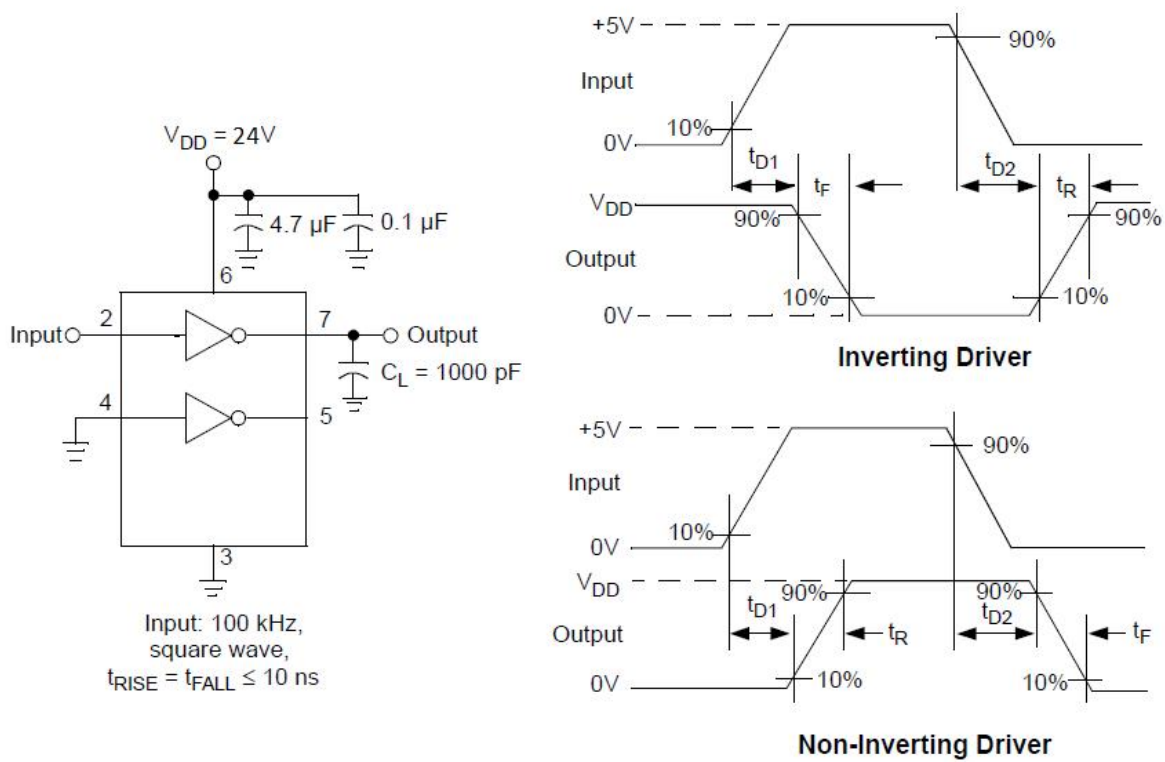 V_DD = 24V
4.7 µF
0.1 µF
6
Input
2
7
Output
C_L = 1000 pF
4
5
3
Input: 100 kHz,
square wave,
t_RISE = t_FALL ≤ 10 ns
+5V
90%
Input
10%
0V
t_D1
t_F
t_D2
t_R
V_DD
90%
90%
Output
10%
10%
0V
Inverting Driver
+5V
90%
Input
10%
0V
V_DD
90%
90%
t_D1
t_R
t_D2
t_F
Output
0V
10%
10%
Non-Inverting Driver